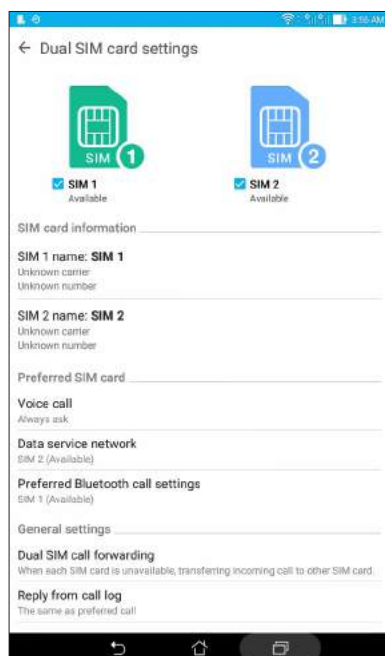 3:56 AM
← Dual SIM card settings
SIM 1
SIM 2
SIM 1
Available
SIM 2
Available
SIM card information
SIM 1 name: SIM 1
Unknown carrier
Unknown number
SIM 2 name: SIM 2
Unknown carrier
Unknown number
Preferred SIM card
Voice call
Always ask
Data service network
SIM 2 (Available)
Preferred Bluetooth call settings
SIM 1 (Available)
General settings
Dual SIM call forwarding
When each SIM card is unavailable, transferring incoming call to other SIM card.
Reply from call log
The same as preferred call